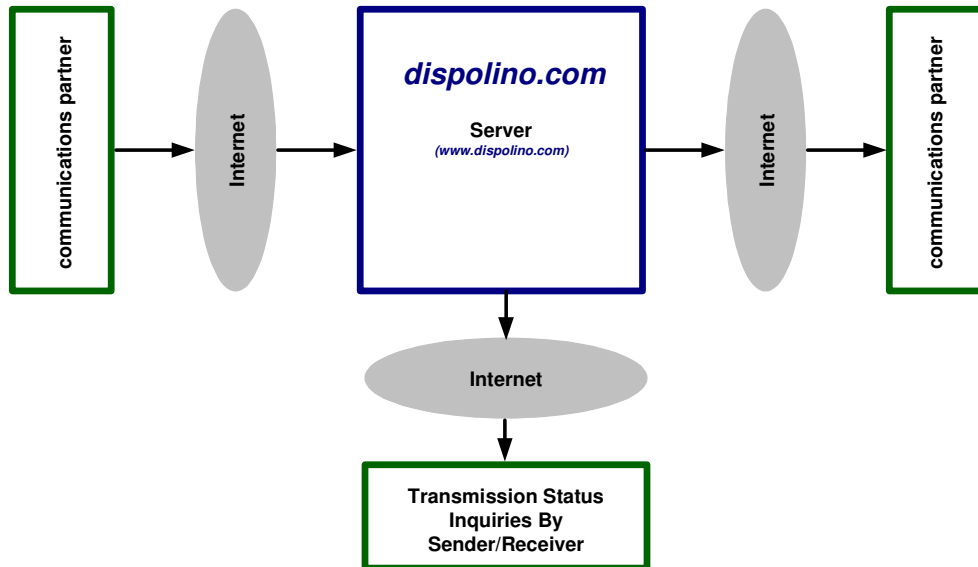 communications partner
Internet
dispolino.com
Server
(www.dispolino.com)
Internet
communications partner
Internet
Transmission Status
Inquiries By
Sender/Receiver